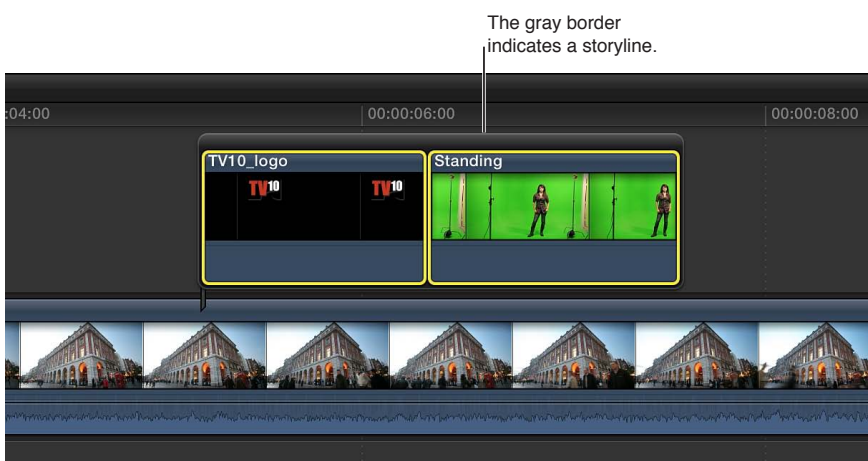 The gray border
indicates a storyline.
:04:00 00:00:06:00 00:00:08:00
TV10_logo Standing
TV10 TV10